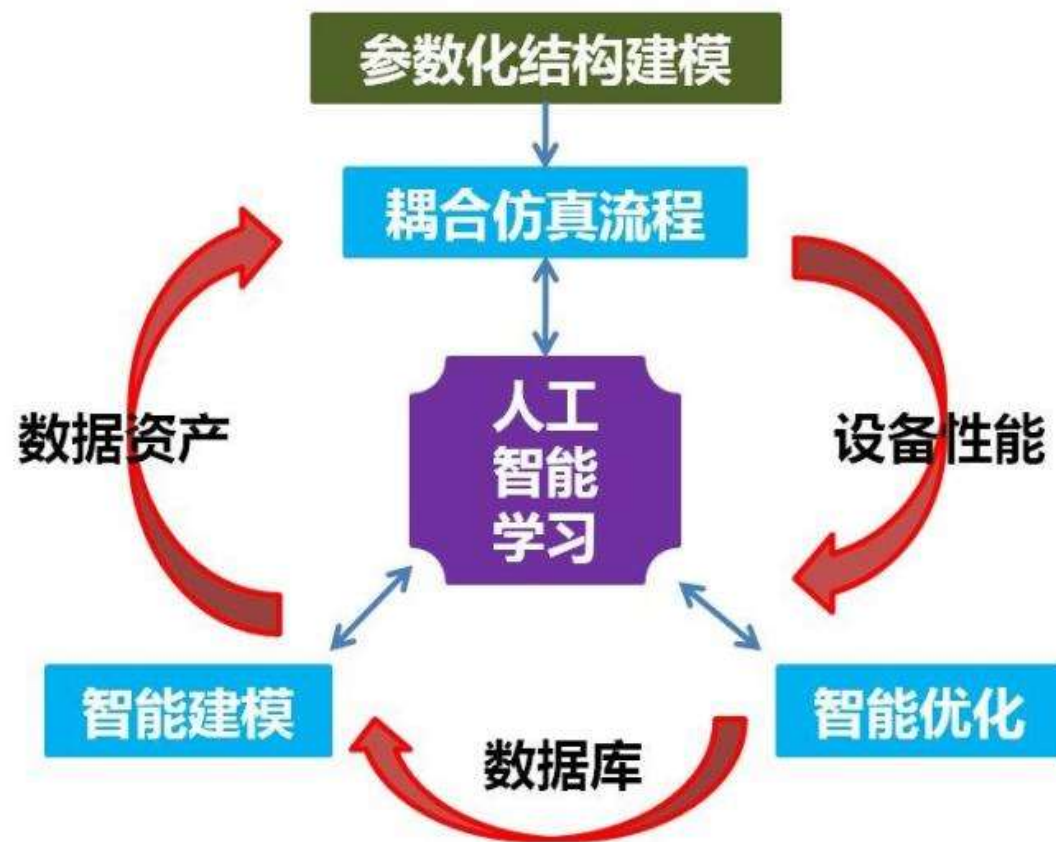 参数化结构建模
耦合仿真流程
人工
智能
学习
数据资产
设备性能
智能建模
智能优化
数据库